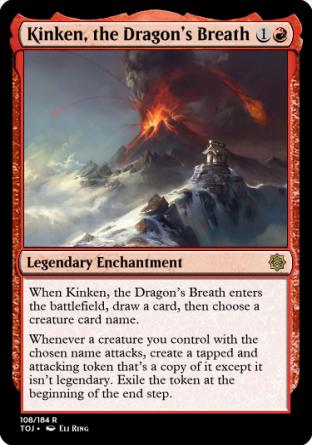 Kinken, the Dragon's Breath 1
Legendary Enchantment
When Kinken, the Dragon's Breath enters
the battlefield, draw a card, then choose a
creature card name.
Whenever a creature you control with the
chosen name attacks, create a tapped and
attacking token that's a copy of it except it
isn't legendary. Exile the token at the
beginning of the end step.
108/184 R
TOJ • Eli Ring